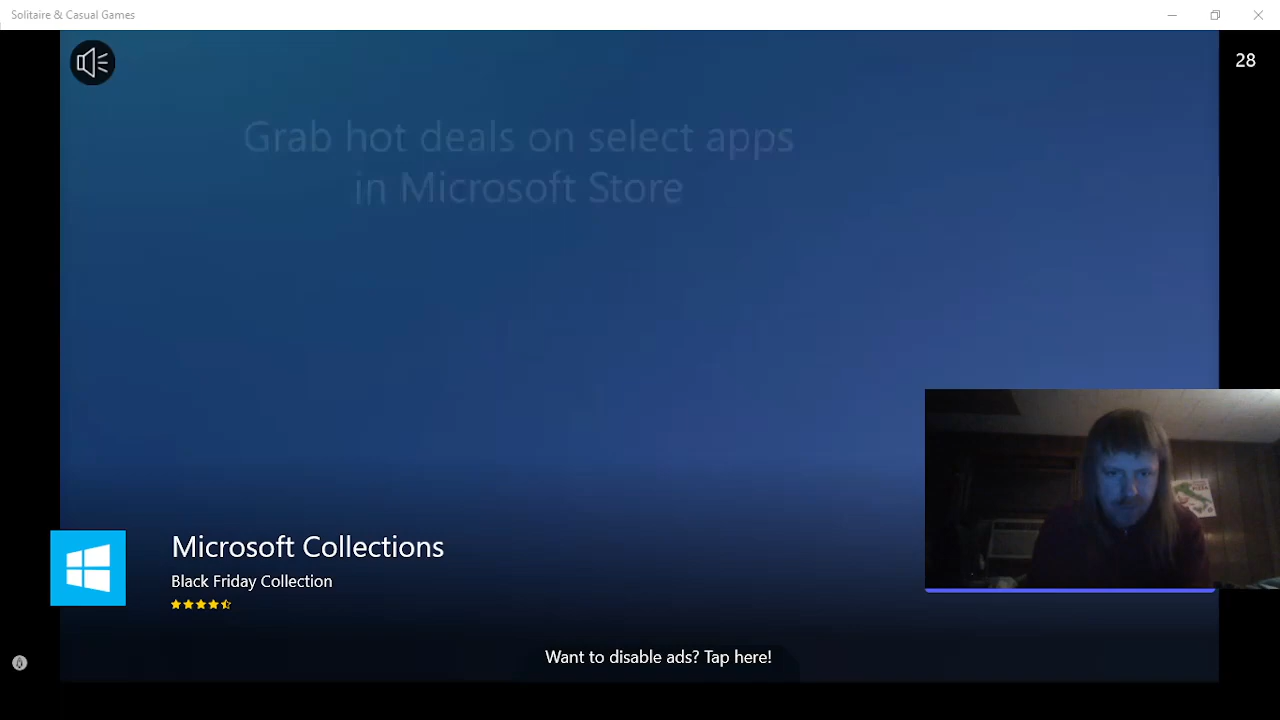 Solitaire & Casual Games
28
Grab hot deals on select apps
in Microsoft Store
Microsoft Collections
Black Friday Collection
Want to disable ads? Tap here!